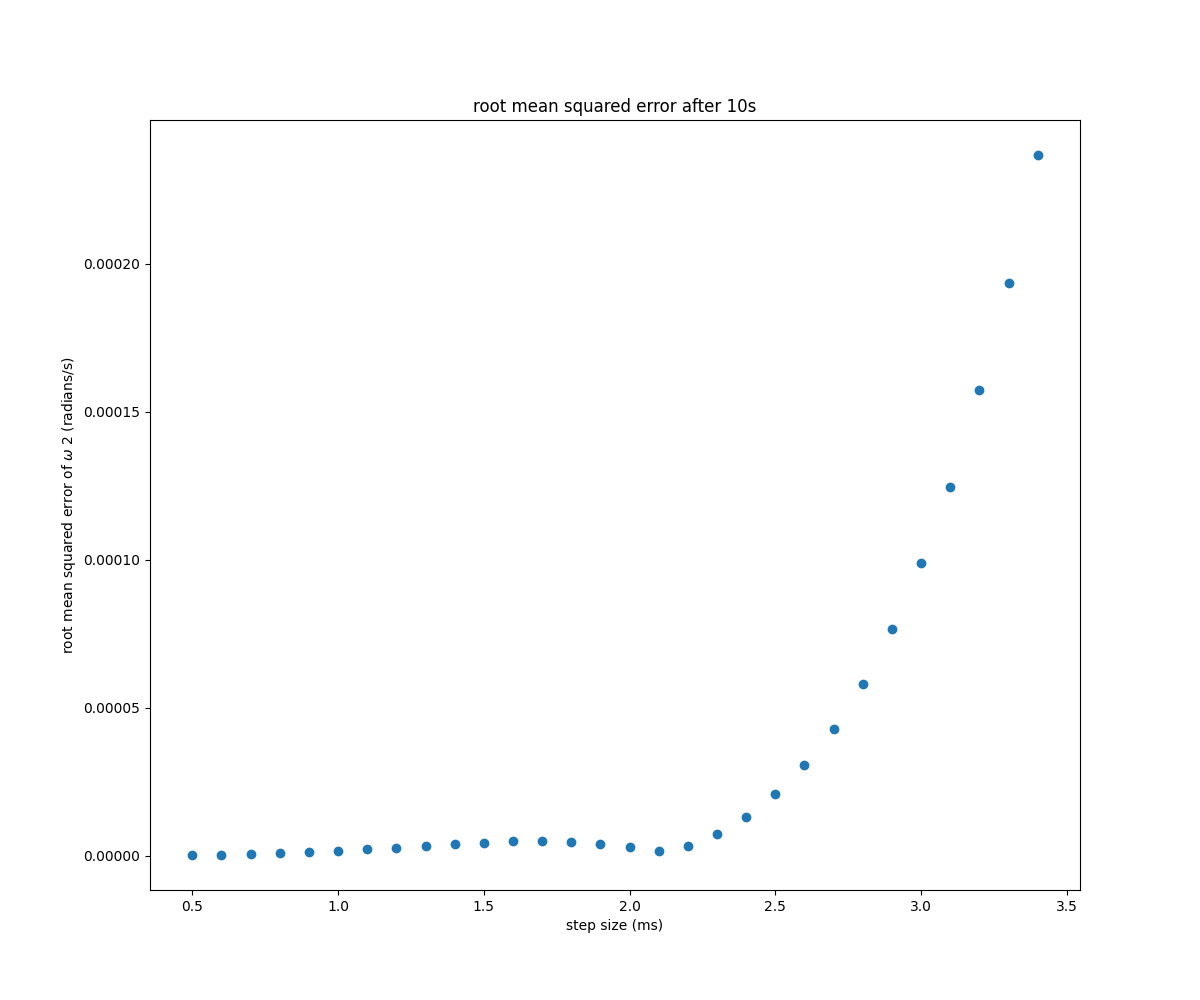 root mean squared error after 10s
root mean squared error of ω 2 (radians/s)
0.00020
0.00015
0.00010
0.00005
0.00000
0.5 1.0 1.5 2.0 2.5 3.0 3.5
step size (ms)